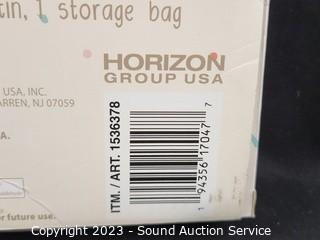 tin, 1 storage bag
HORIZON
GROUP USA
USA, INC.
ARREN, NJ 07059
A.
ITM. / ART. 1536378
1 94356 17047 7
r future use.
Copyright 2023 - Sound Auction Service